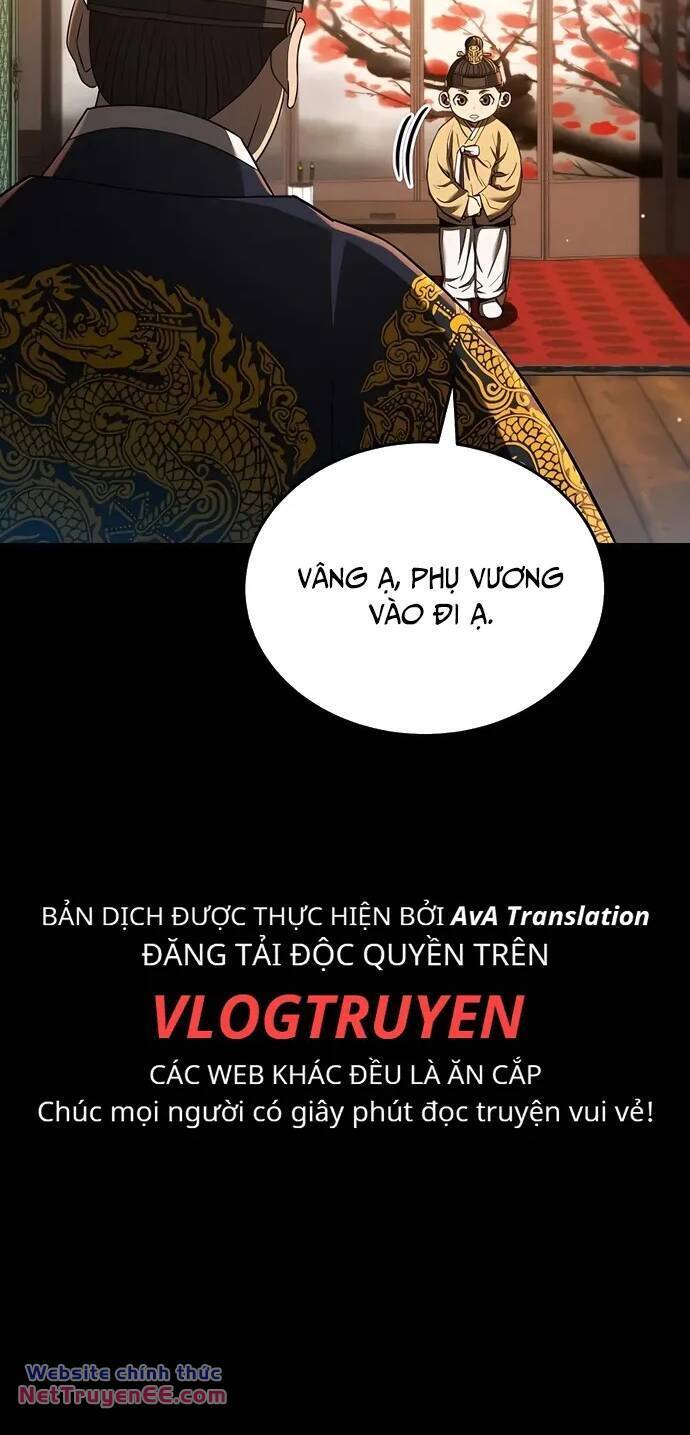 VÂNG Ạ, PHỤ VƯƠNG
VÀO ĐI Ạ.
BẢN DỊCH ĐƯỢC THỰC HIỆN BỞI AvA Translation
ĐĂNG TẢI ĐỘC QUYỀN TRÊN
VLOGTRUYEN
CÁC WEB KHÁC ĐỀU LÀ ĂN CẮP
Chúc mọi người có giây phút đọc truyện vui vẻ!
Website chính thức
NetTruyenEE.com